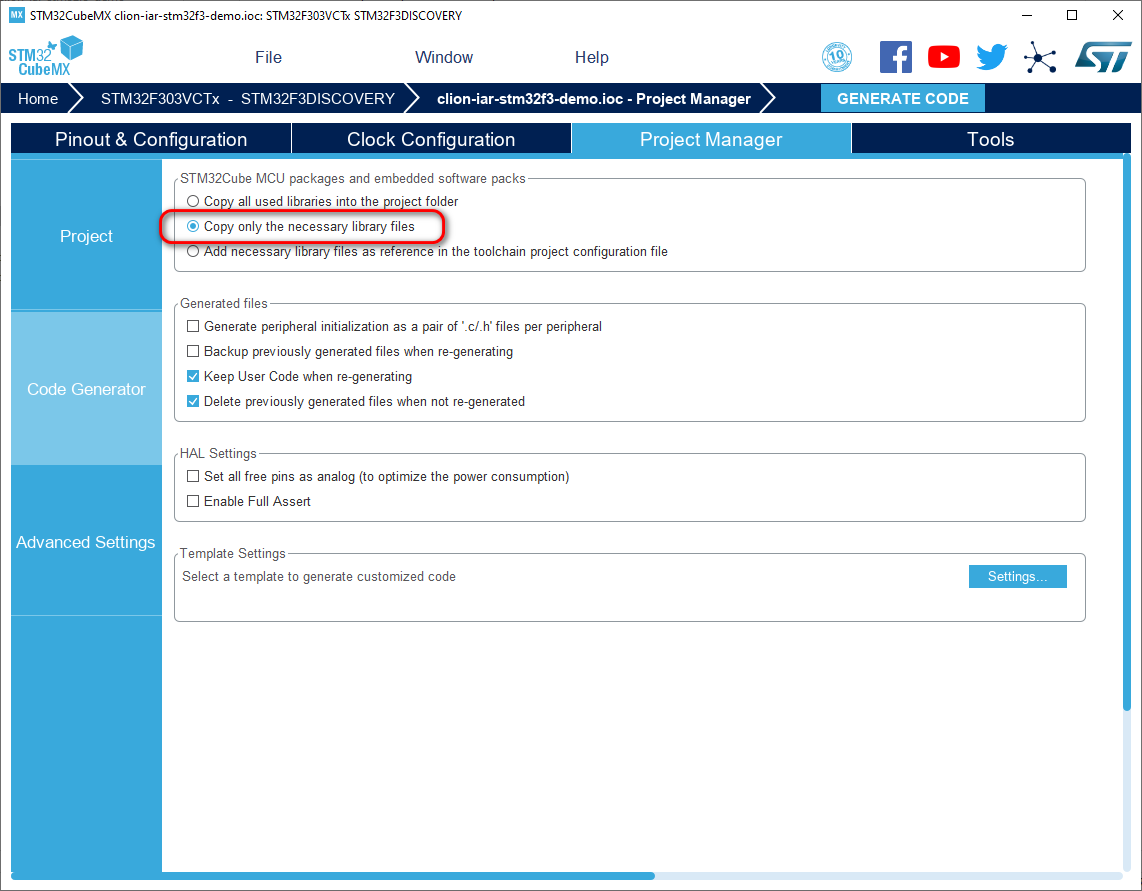 MX STM32CubeMX clion-iar-stm32f3-demo.ioc: STM32F303VCTx STM32F3DISCOVERY
STM32
CubeMX
File Window Help
10
ST
Home STM32F303VCTx - STM32F3DISCOVERY clion-iar-stm32f3-demo.ioc - Project Manager GENERATE CODE
Pinout & Configuration Clock Configuration Project Manager Tools
Project
Code Generator
Advanced Settings
STM32Cube MCU packages and embedded software packs
Copy all used libraries into the project folder
Copy only the necessary library files
Add necessary library files as reference in the toolchain project configuration file
Generated files
Generate peripheral initialization as a pair of '.c/.h' files per peripheral
Backup previously generated files when re-generating
Keep User Code when re-generating
Delete previously generated files when not re-generated
HAL Settings
Set all free pins as analog (to optimize the power consumption)
Enable Full Assert
Template Settings
Select a template to generate customized code Settings...